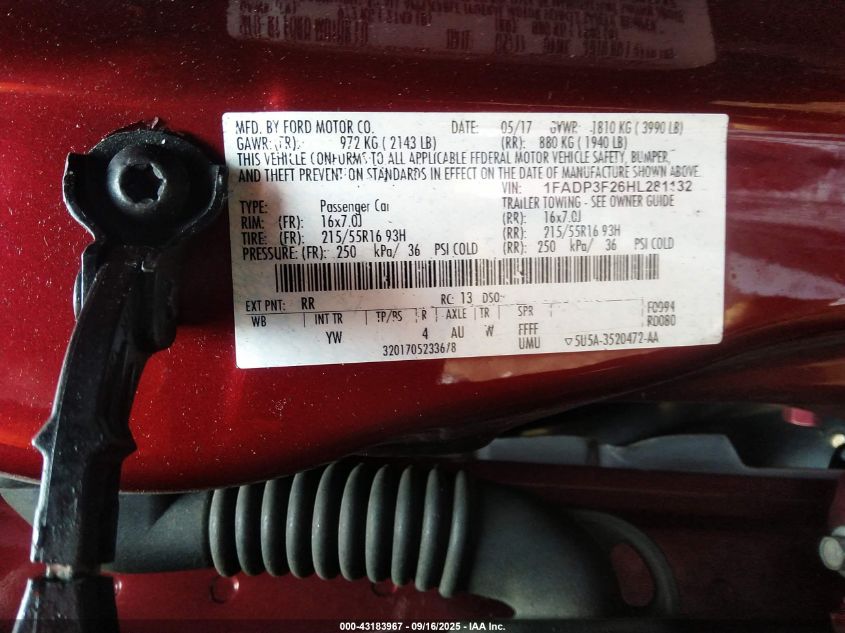 MFD. BY FORD MOTOR CO. DATE: 05/17 GVWR: 1810 KG ( 3990 LB)
GAWR:(FR): 972 KG ( 2143 LB) (RR): 880 KG ( 1940 LB)
THIS VEHICLE CONFORMS TO ALL APPLICABLE FEDERAL MOTOR VEHICLE SAFETY, BUMPER,
AND THEFT PREVENTION STANDARDS IN EFFECT ON THE DATE OF MANUFACTURE SHOWN ABOVE.
VIN: 1FADP3F26HL281132
TYPE: Passenger Car TRAILER TOWING - SEE OWNER GUIDE
RIM: (FR): 16x7.0J (RR): 16x7.0J
TIRE: (FR): 215/55R16 93H (RR): 215/55R16 93H
PRESSURE: (FR): 250 kPa/ 36 PSI COLD (RR): 250 kPa/ 36 PSI COLD
EXT PNT: RR RC: 13 DSO: F0994
WB INT TR TP/PS R AXLE TR SPR R0080
YW 4 AU W FFFF
UMU
▽5U5A-3520472-AA
000-43183967 - 09/16/2025 - IAA Inc.